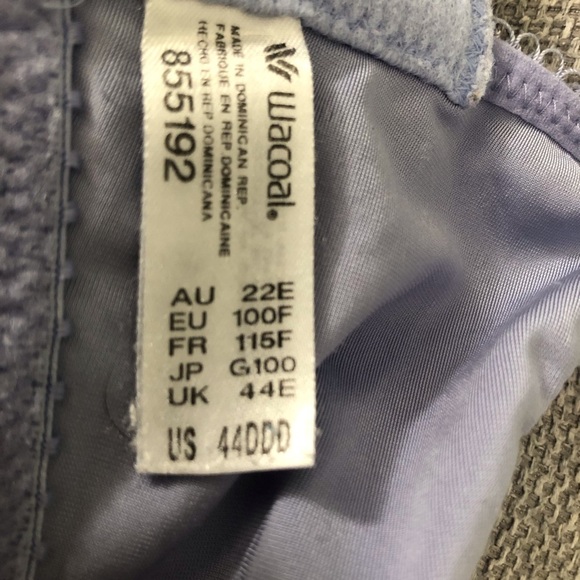 wacoal®
MADE IN DOMINICAN REP.
FABRIQUE EN REP DOMINICAINE
HECHO EN REP DOMINICANA
855192
AU 22E
EU 100F
FR 115F
JP G100
UK 44E
US 44DDD